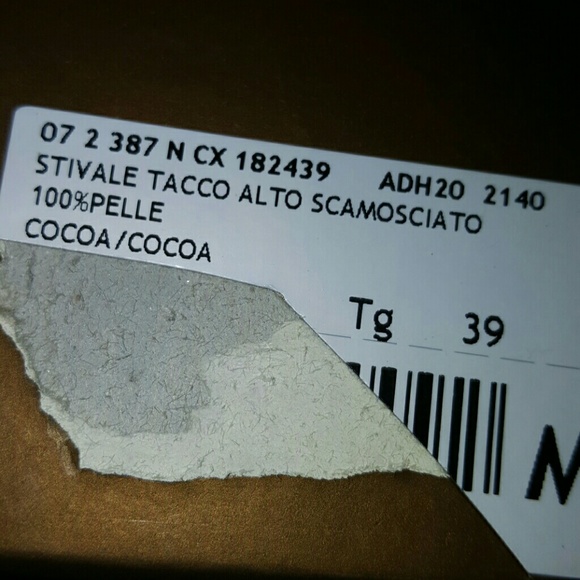 07 2 387 N CX 182439 ADH20 2140
STIVALE TACCO ALTO SCAMOSCIATO
100%PELLE
COCOA/COCOA
Tg 39